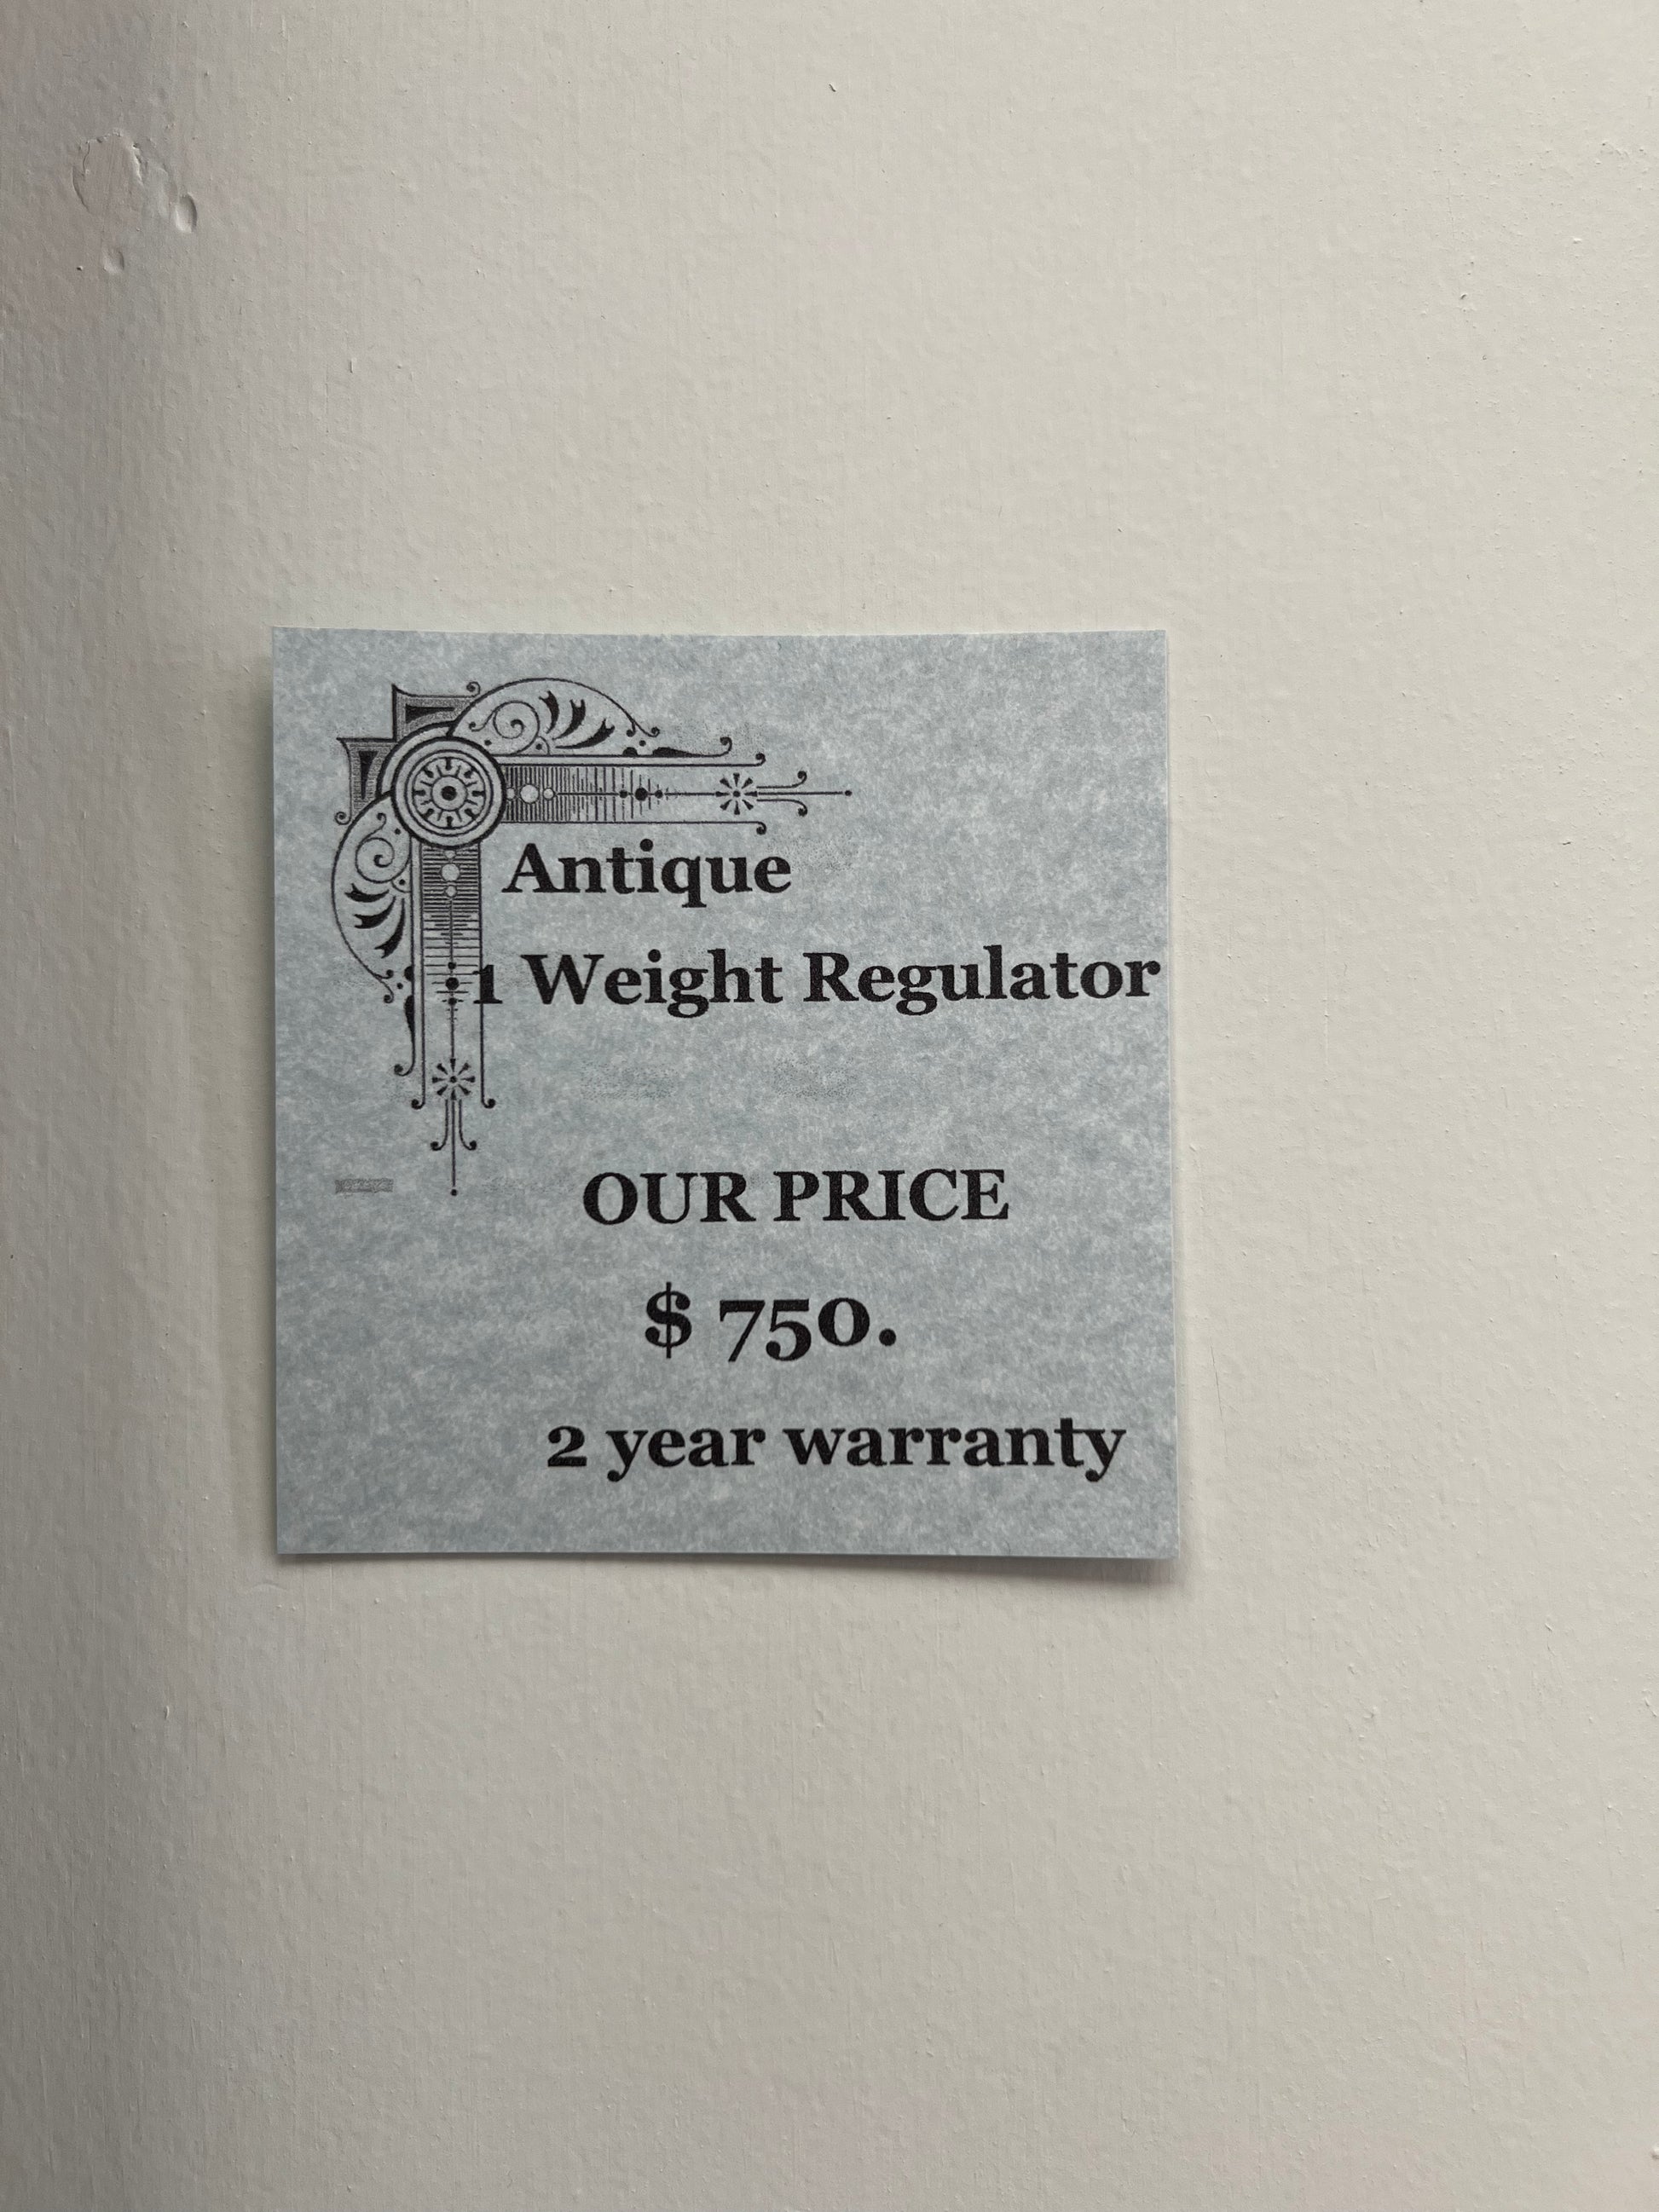 Antique
1 Weight Regulator
OUR PRICE
$ 750.
2 year warranty